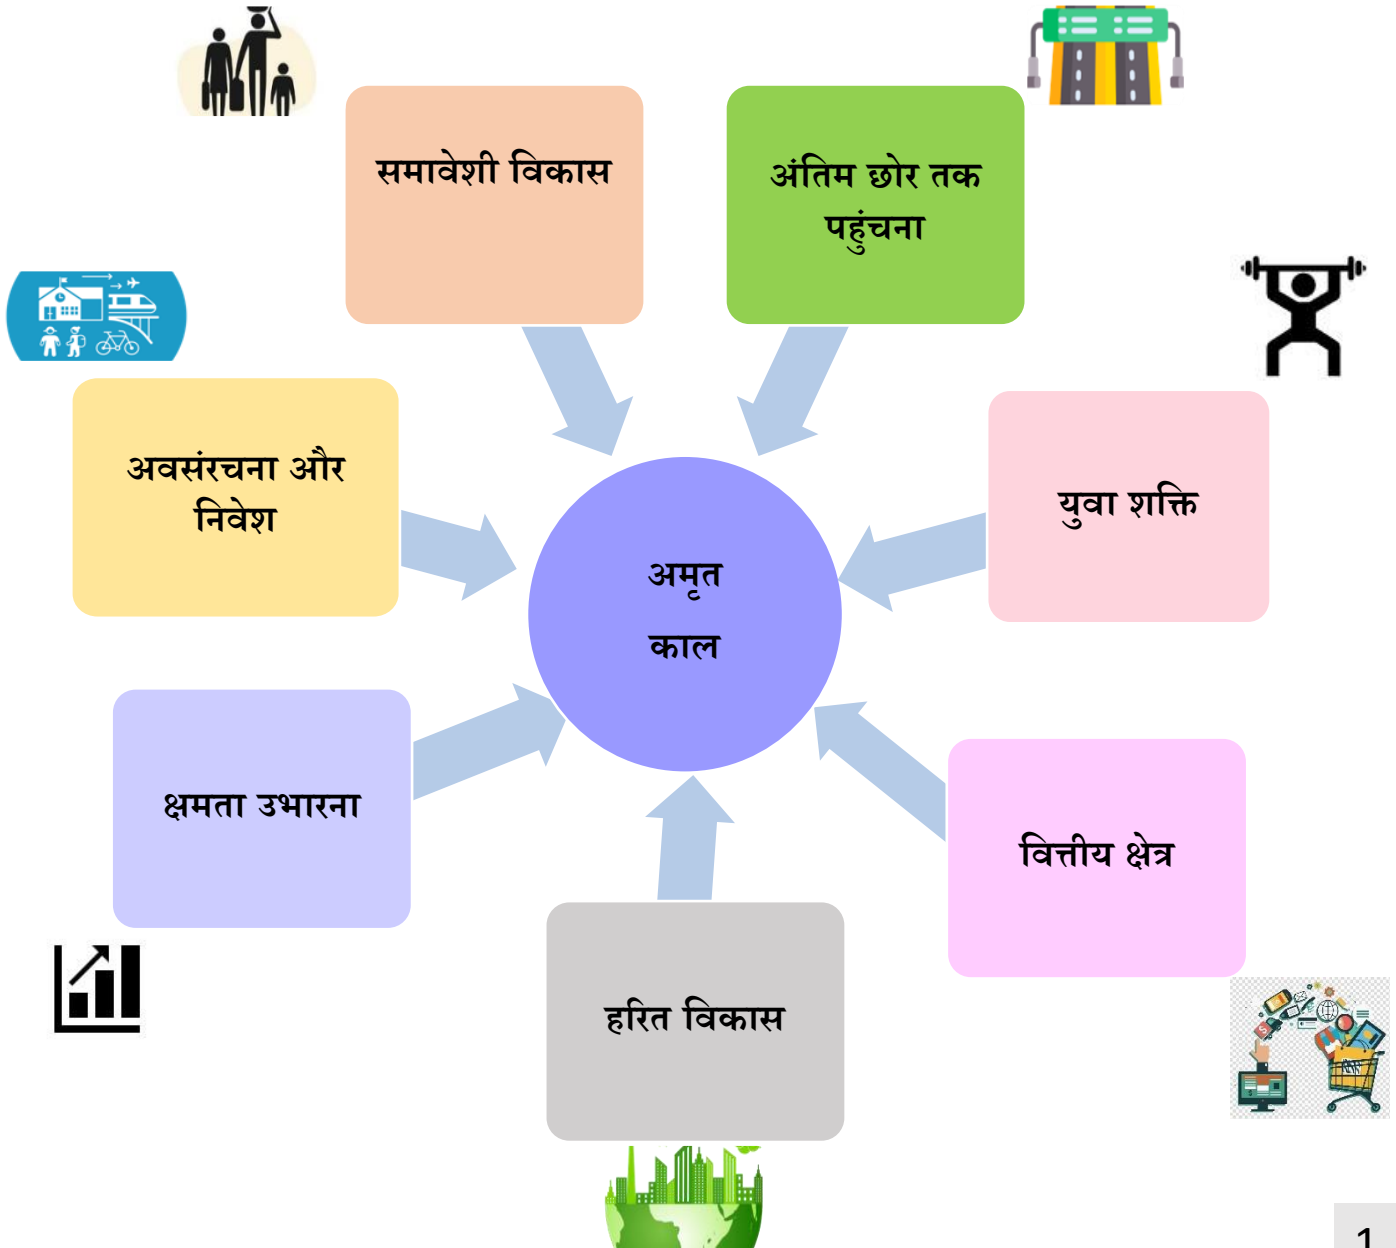 समावेशी विकास
अंतिम छोर तक
पहुंचना
अवसंरचना और
निवेश
युवा शक्ति
अमृत
काल
क्षमता उभारना
वित्तीय क्षेत्र
हरित विकास
1